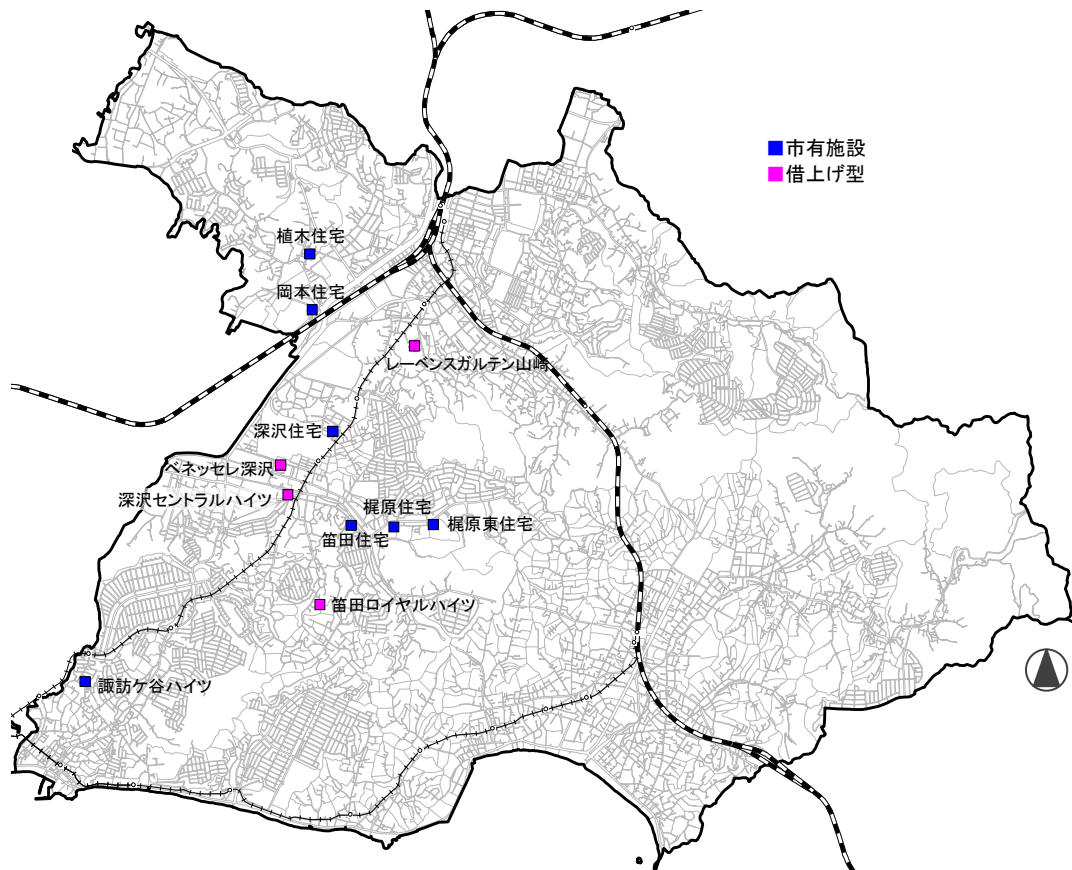 市有施設
借上げ型
植木住宅
岡本住宅
レーベンスガルテン山崎
深沢住宅
ベネッセレ深沢
深沢セントラルハイツ
梶原住宅
梶原東住宅
笛田住宅
笛田ロイヤルハイツ
諏訪ケ谷ハイツ